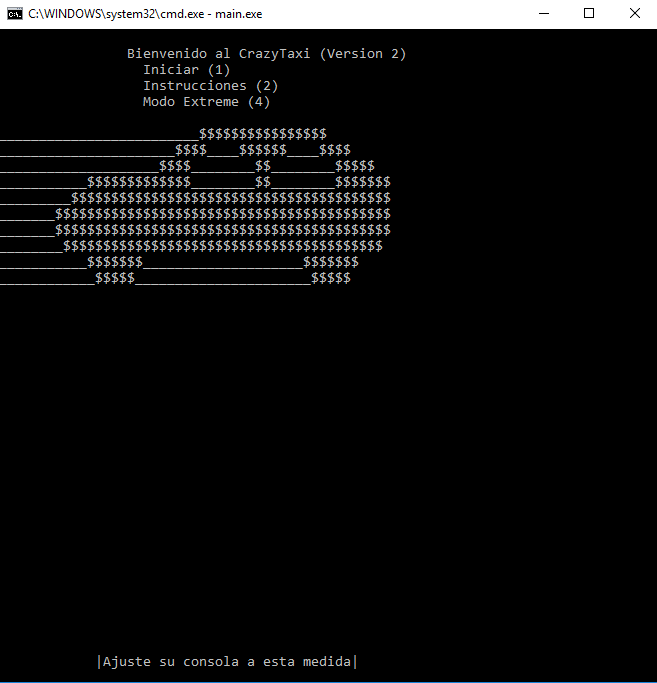 C:\WINDOWS\system32\cmd.exe - main.exe
Bienvenido al CrazyTaxi (Version 2)
Iniciar (1)
Instrucciones (2)
Modo Extreme (4)
_________________________$$$$$$$$$$$$$$$$
______________________$$$$____$$$$$$____$$$$
____________________$$$$________$$________$$$$$
___________$$$$$$$$$$$$$________$$________$$$$$$$
_________$$$$$$$$$$$$$$$$$$$$$$$$$$$$$$$$$$$$$$$$
_______$$$$$$$$$$$$$$$$$$$$$$$$$$$$$$$$$$$$$$$$$$
_______$$$$$$$$$$$$$$$$$$$$$$$$$$$$$$$$$$$$$$$$$$
________$$$$$$$$$$$$$$$$$$$$$$$$$$$$$$$$$$$$$$$$
___________$$$$$$$____________________$$$$$$$
____________$$$$$______________________$$$$$
|Ajuste su consola a esta medida|